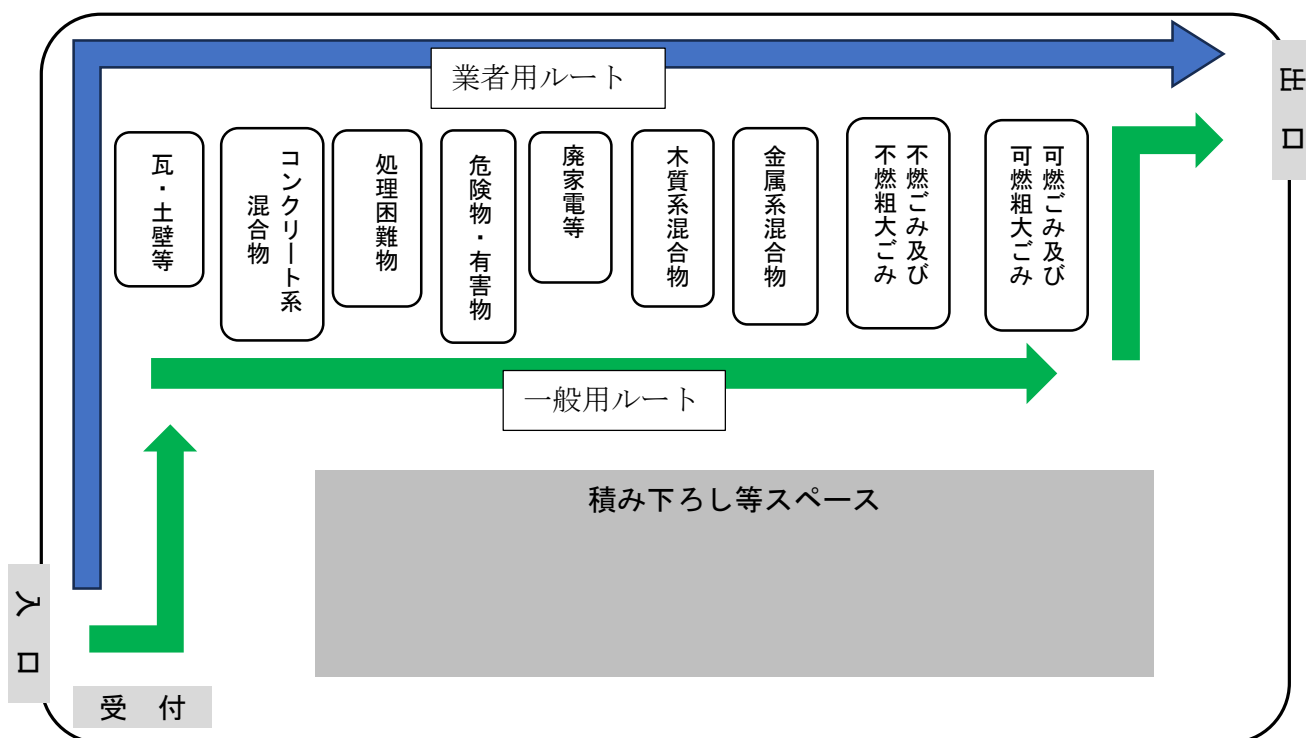 業者用ルート
出口
瓦・土壁等
コンクリート系
混合物
処理困難物
危険物・有害物
廃家電等
木質系混合物
金属系混合物
不燃ごみ及び
不燃粗大ごみ
可燃ごみ及び
可燃粗大ごみ
一般用ルート
積み下ろし等スペース
入口
受 付